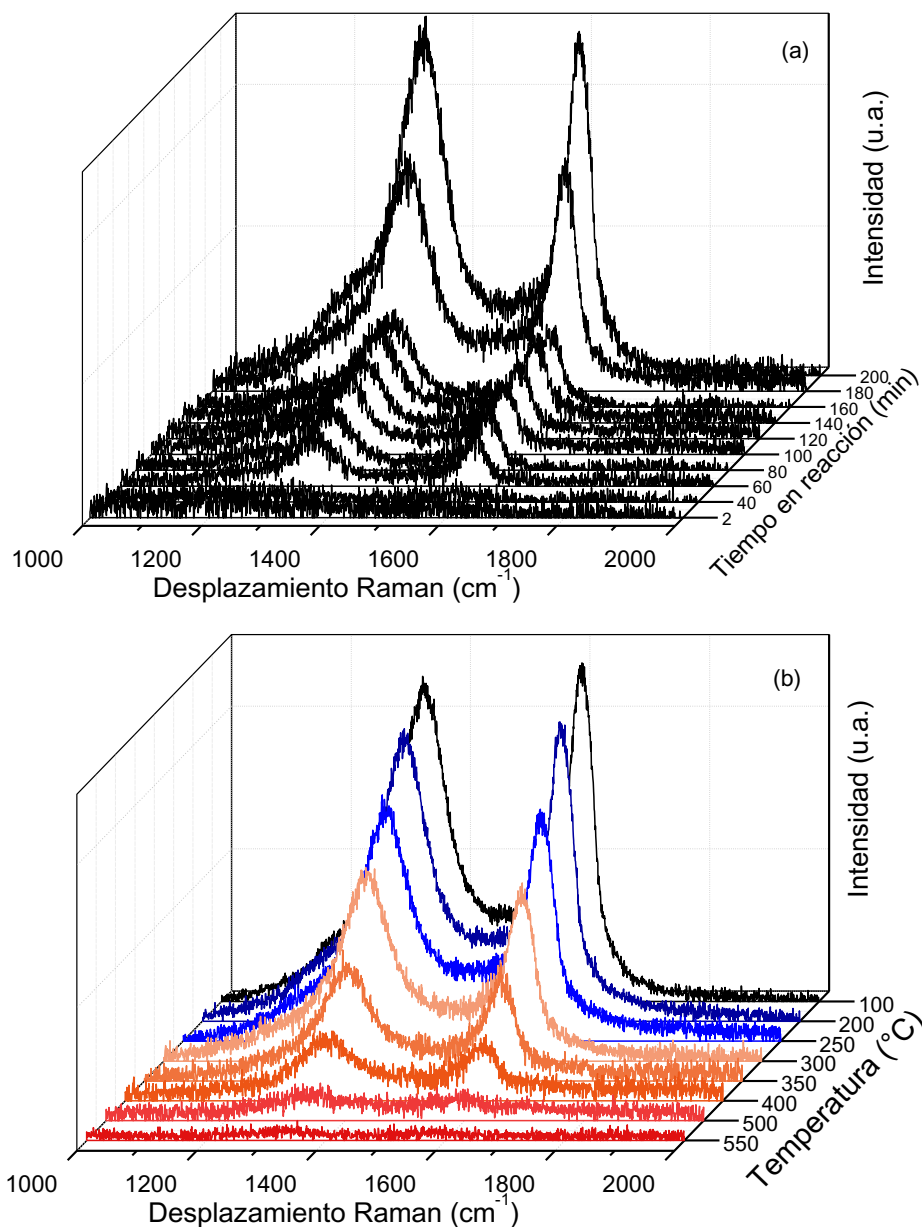 (a)
Intensidad (u.a.)
200
180
160
140
120
100
80
60
40
2
Tiempo en reacción (min)
1000 1200 1400 1600 1800 2000
Desplazamiento Raman (cm-1)
(b)
Intensidad (u.a.)
100
200
250
300
350
400
500
550
Temperatura (°C)
1000 1200 1400 1600 1800 2000
Desplazamiento Raman (cm-1)